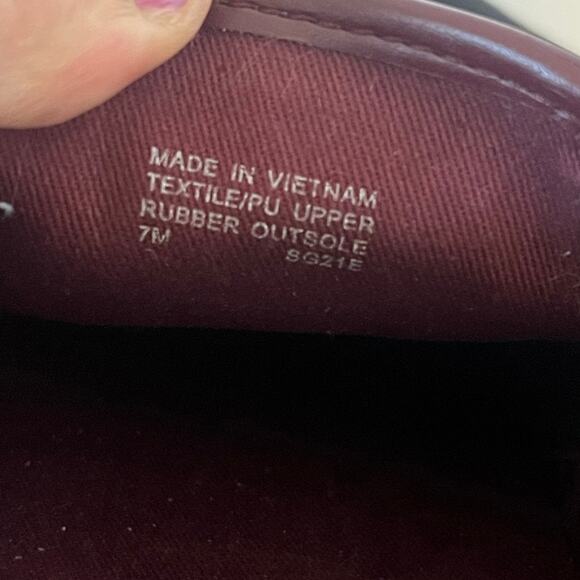 MADE IN VIETNAM
TEXTILE/PU UPPER
RUBBER OUTSOLE
7M SG21E